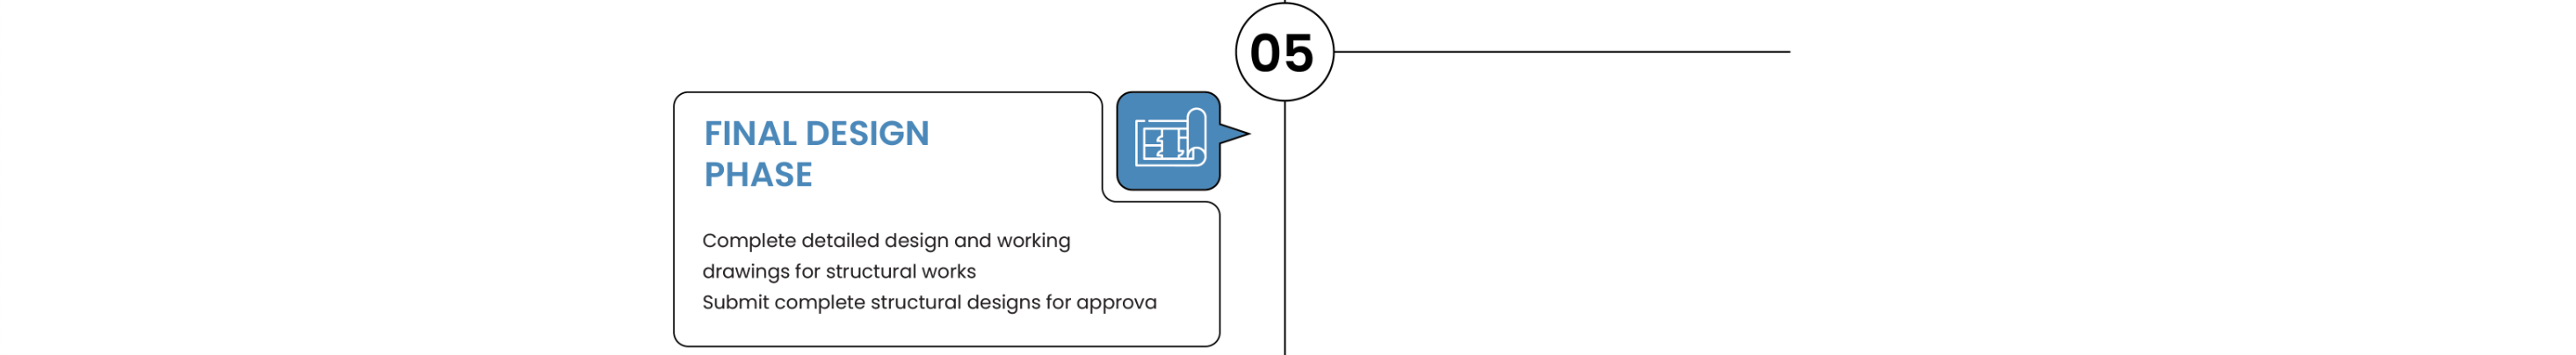 05
FINAL DESIGN
PHASE
Complete detailed design and working
drawings for structural works
Submit complete structural designs for approva